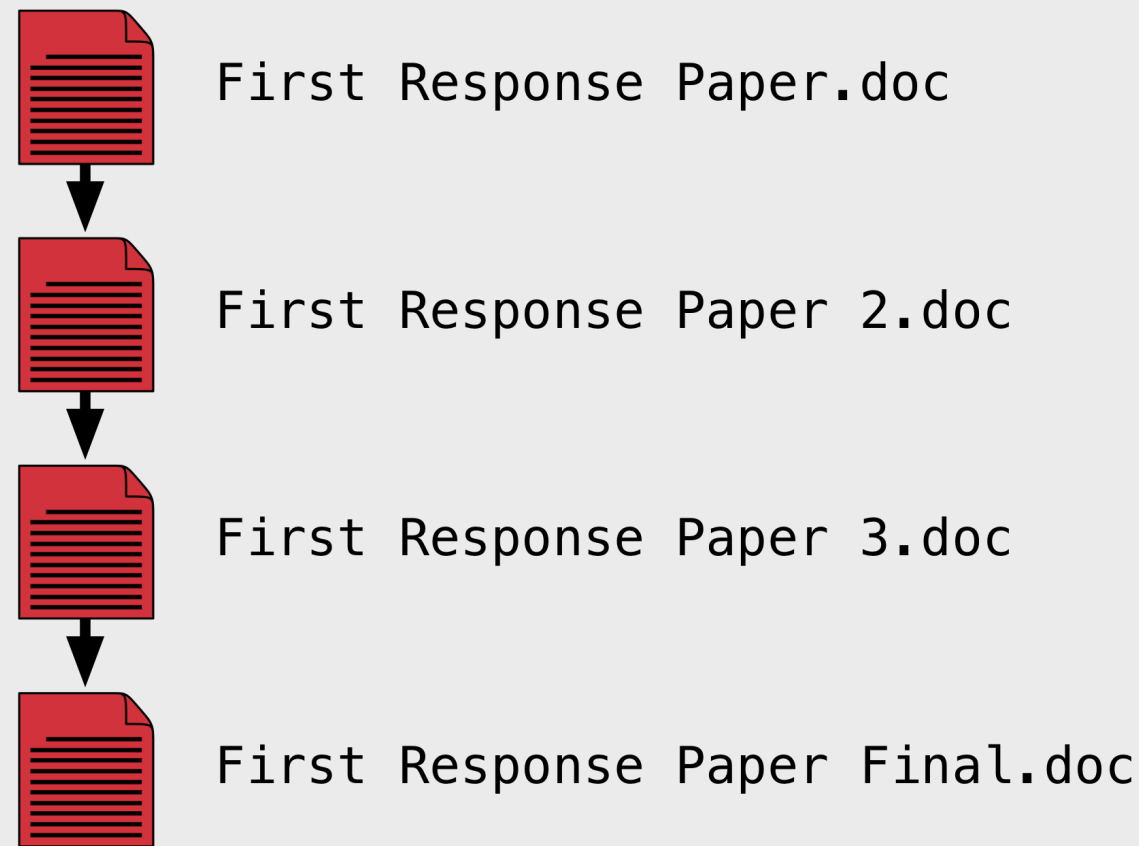 First Response Paper.doc
First Response Paper 2.doc
First Response Paper 3.doc
First Response Paper Final.doc